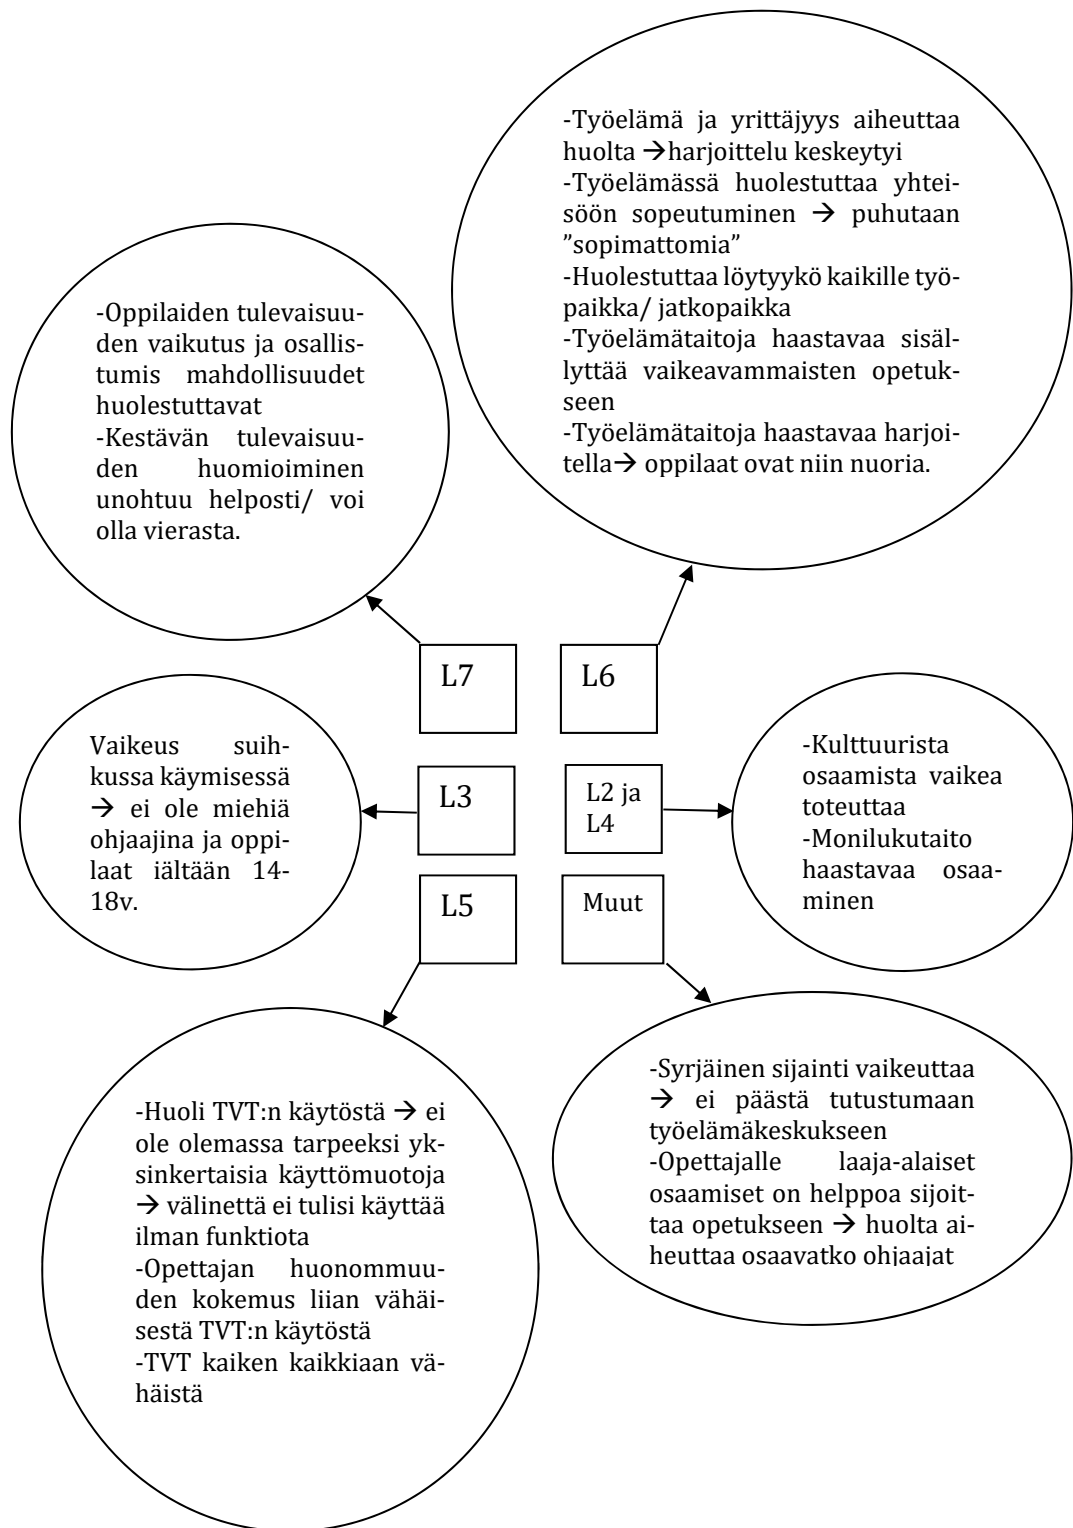 -Työelämä ja yrittäjyys aiheuttaa
huolta → harjoittelu keskeytyi
-Työelämässä huolestuttaa yhtei-
söön sopeutuminen → puhutaan
”sopimattomia”
-Huolestuttaa löytyykö kaikille työ-
paikka/ jatkopaikka
-Työelämätaitoja haastavaa sisäl-
lyttää vaikeavammaisten opetuk-
seen
-Työelämätaitoja haastavaa harjoi-
tella→ oppilaat ovat niin nuoria.
-Oppilaiden tulevaisuu-
den vaikutus ja osallis-
tumis mahdollisuudet
huolestuttavat
-Kestävän tulevaisuu-
den huomioiminen
unohtuu helposti/ voi
olla vierasta.
L7
L6
Vaikeus suih-
kussa käymisessä
→ ei ole miehiä
ohjaajina ja oppi-
laat iältään 14-
18v.
L3
L2 ja
L4
-Kulttuurista
osaamista vaikea
toteuttaa
-Monilukutaito
haastavaa osaa-
minen
L5
Muut
-Huoli TVT:n käytöstä → ei
ole olemassa tarpeeksi yk-
sinkertaisia käyttömuotoja
→ välinettä ei tulisi käyttää
ilman funktiota
-Opettajan huonommuu-
den kokemus liian vähäi-
sestä TVT:n käytöstä
-TVT kaiken kaikkiaan vä-
häistä
-Syrjäinen sijainti vaikeuttaa
→ ei päästä tutustumaan
työelämäkeskukseen
-Opettajalle laaja-alaiset
osaamiset on helppoa sijoit-
taa opetukseen → huolta ai-
heuttaa osaavatko ohjaajat